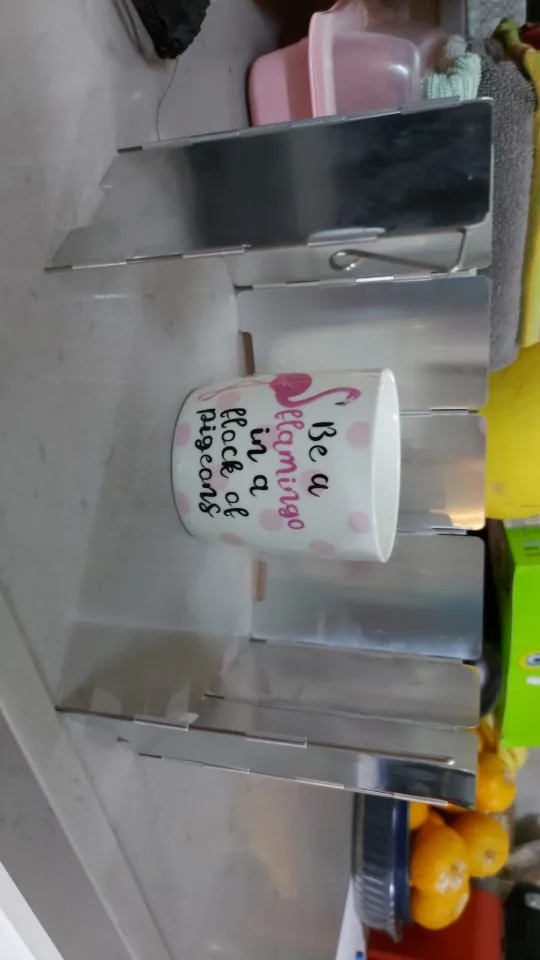 Be a
flamingo
in a
flock of
pigeons